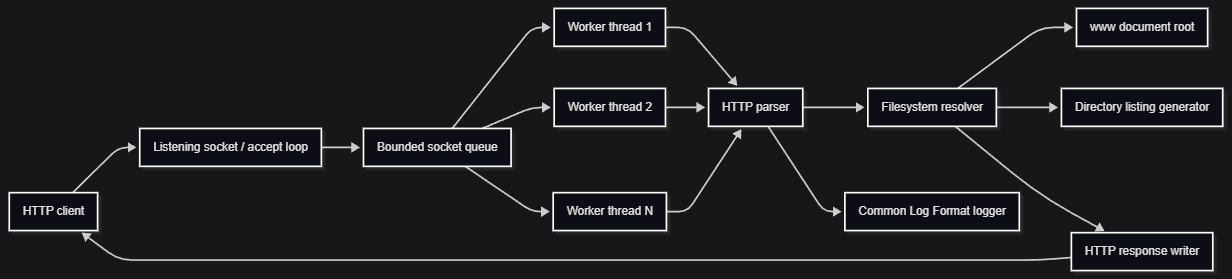 HTTP client
Listening socket / accept loop
Bounded socket queue
Worker thread 1
Worker thread 2
Worker thread N
HTTP parser
Filesystem resolver
Common Log Format logger
www document root
Directory listing generator
HTTP response writer